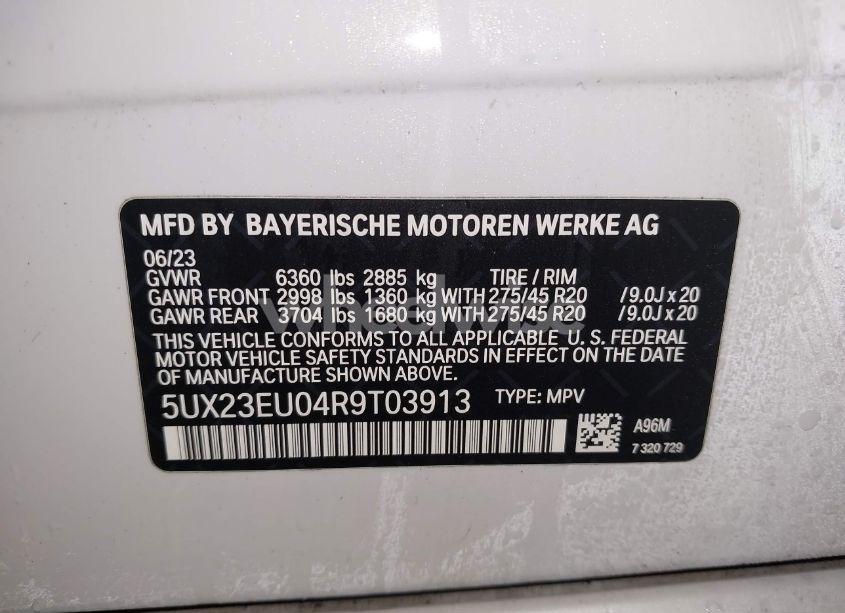 MFD BY BAYERISCHE MOTOREN WERKE AG
06/23
GVWR 6360 lbs 2885 kg TIRE / RIM
GAWR FRONT 2998 lbs 1360 kg WITH 275/45 R20 / 9.0J x 20
GAWR REAR 3704 lbs 1680 kg WITH 275/45 R20 / 9.0J x 20
THIS VEHICLE CONFORMS TO ALL APPLICABLE U. S. FEDERAL
MOTOR VEHICLE SAFETY STANDARDS IN EFFECT ON THE DATE
OF MANUFACTURE SHOWN ABOVE.
5UX23EU04R9T03913 TYPE: MPV
A96M
7 320 729